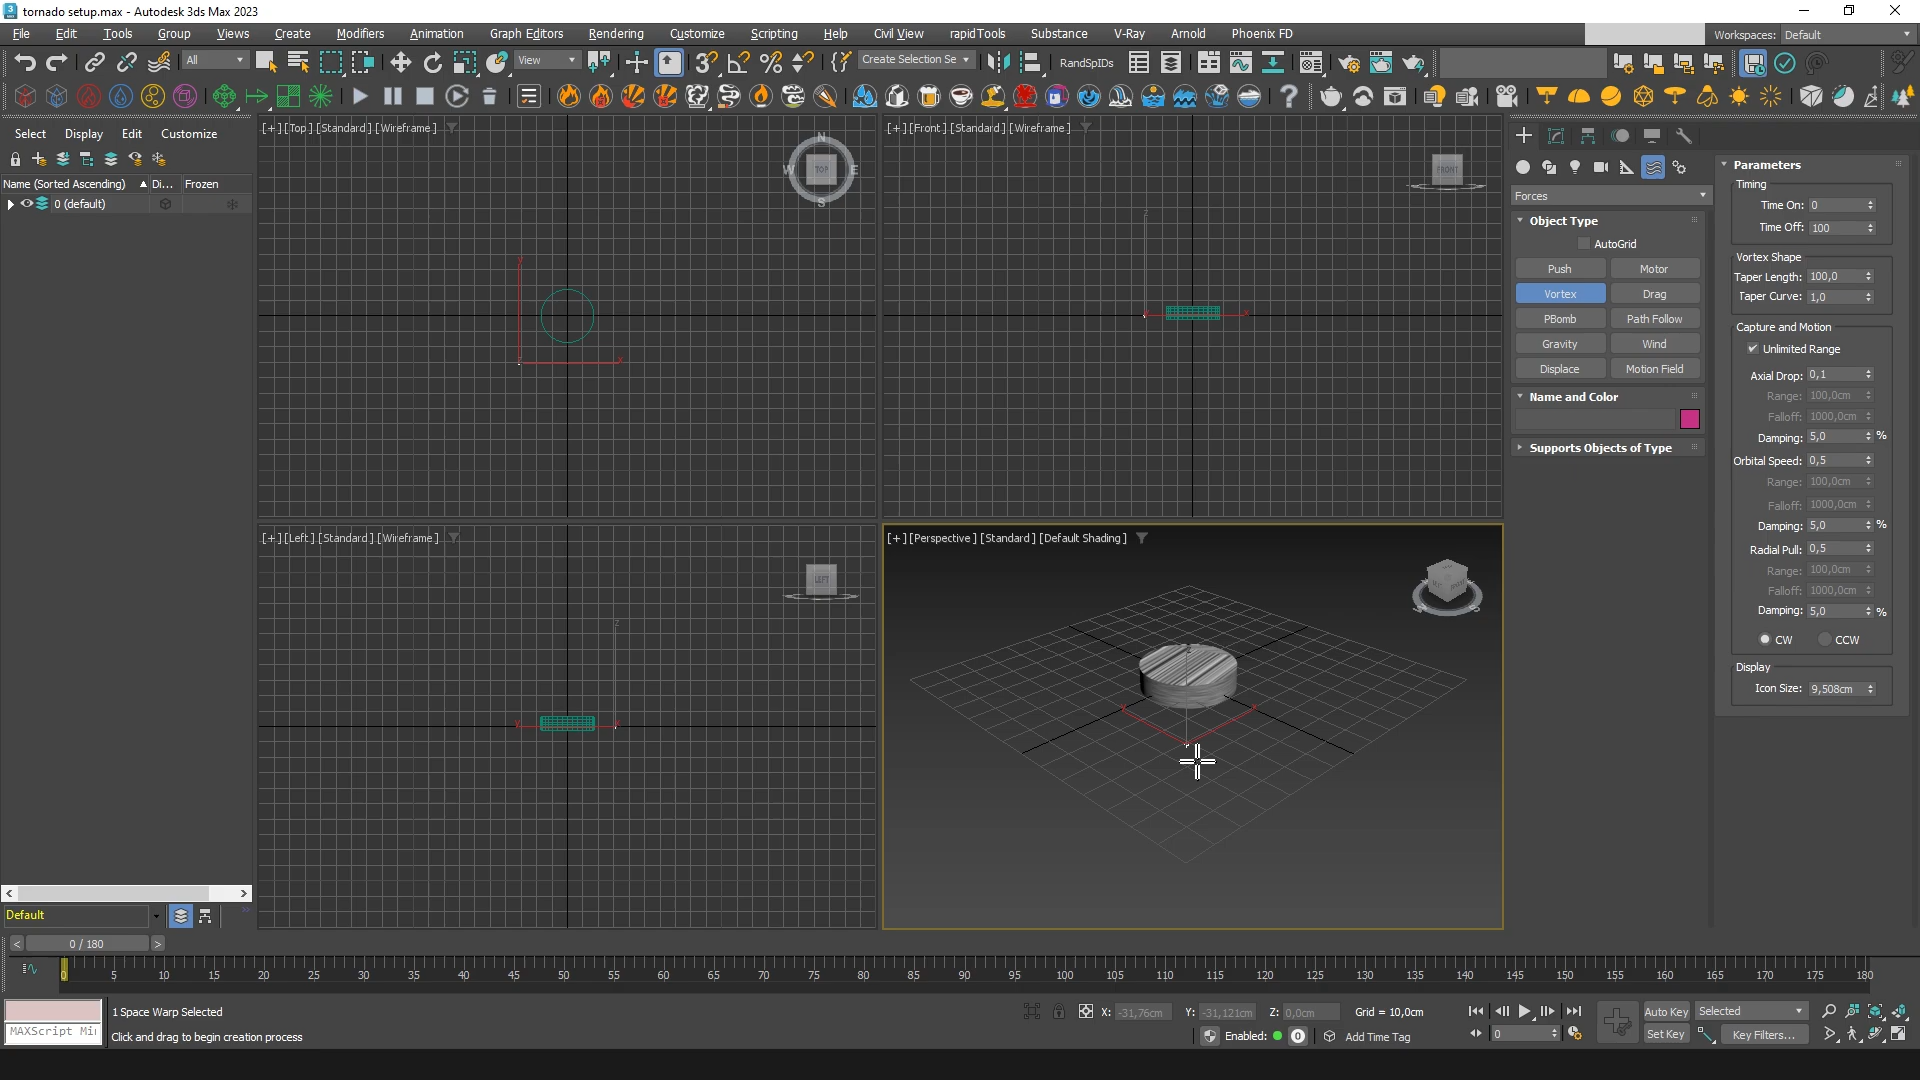 tornado setup.max - Autodesk 3ds Max 2023
File Edit Tools Group Views Create Modifiers Animation Graph Editors Rendering Customize Scripting Help Civil View rapidTools Substance V-Ray Arnold Phoenix FD
Workspaces: Default
All
View
Create Selection Se
RandSpIDs
Select Display Edit Customize
Name (Sorted Ascending) Di... Frozen
0 (default)
[+] [Top] [Standard] [Wireframe]
N
W TOP E
S
[+] [Front] [Standard] [Wireframe]
FRONT
[+] [Left] [Standard] [Wireframe]
LEFT
[+] [Perspective] [Standard] [Default Shading]
Forces
Object Type
AutoGrid
Push Motor
Vortex Drag
PBomb Path Follow
Gravity Wind
Displace Motion Field
Name and Color
Supports Objects of Type
Parameters
Timing
Time On: 0
Time Off: 100
Vortex Shape
Taper Length: 100,0
Taper Curve: 1,0
Capture and Motion
Unlimited Range
Axial Drop: 0,1
Range: 100,0cm
Falloff: 1000,0cm
Damping: 5,0 %
Orbital Speed: 0,5
Range: 100,0cm
Falloff: 1000,0cm
Damping: 5,0 %
Radial Pull: 0,5
Range: 100,0cm
Falloff: 1000,0cm
Damping: 5,0 %
CW CCW
Display
Icon Size: 9,508cm
Default
0 / 180
0 5 10 15 20 25 30 35 40 45 50 55 60 65 70 75 80 85 90 95 100 105 110 115 120 125 130 135 140 145 150 155 160 165 170 175 180
1 Space Warp Selected
X: -31,76cm Y: -31,121cm Z: 0,0cm Grid = 10,0cm
Auto Key Selected
MAXScript Mi
Click and drag to begin creation process
Enabled: 0 Add Time Tag
0
Set Key Key Filters...